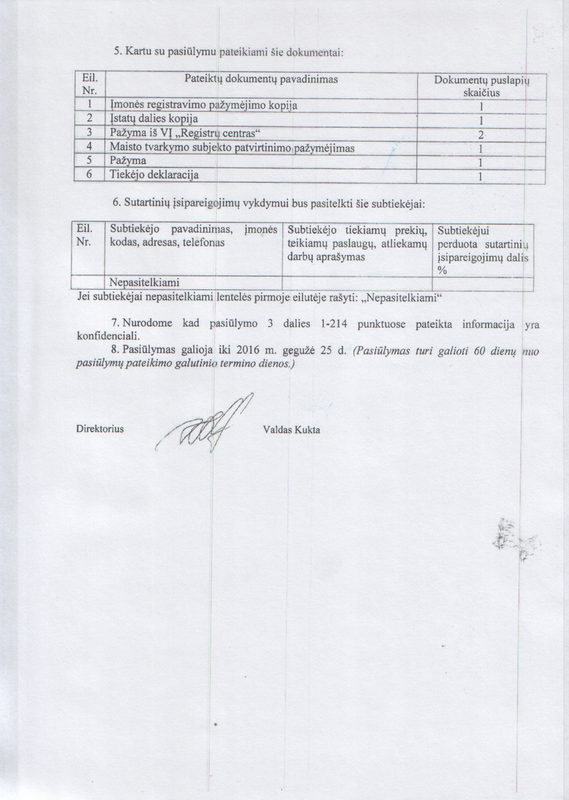 5. Kartu su pasiūlymu pateikiami šie dokumentai:
Eil. Nr. Pateiktų dokumentų pavadinimas Dokumentų puslapių skaičius
1 Įmonės registravimo pažymėjimo kopija 1
2 Įstatų dalies kopija 1
3 Pažyma iš VĮ „Registrų centras“ 2
4 Maisto tvarkymo subjekto patvirtinimo pažymėjimas 1
5 Pažyma 1
6 Tiekėjo deklaracija 1
6. Sutartinių įsipareigojimų vykdymui bus pasitelkti šie subtiekėjai:
Eil. Nr.
Subtiekėjo pavadinimas, įmonės kodas, adresas, telefonas
Subtiekėjo tiekiamų prekių, teikiamų paslaugų, atliekamų darbų aprašymas
Subtiekėjui perduota sutartinių įsipareigojimų dalis %
Nepasitelkiami
Jei subtiekėjai nepasitelkiami lentelės pirmoje eilutėje rašyti: „Nepasitelkiami“
7. Nurodome kad pasiūlymo 3 dalies 1-214 punktuose pateikta informacija yra
konfidenciali.
8. Pasiūlymas galioja iki 2016 m. gegužė 25 d. (Pasiūlymas turi galioti 60 dienų nuo
pasiūlymų pateikimo galutinio termino dienos.)
Direktorius Valdas Kukta